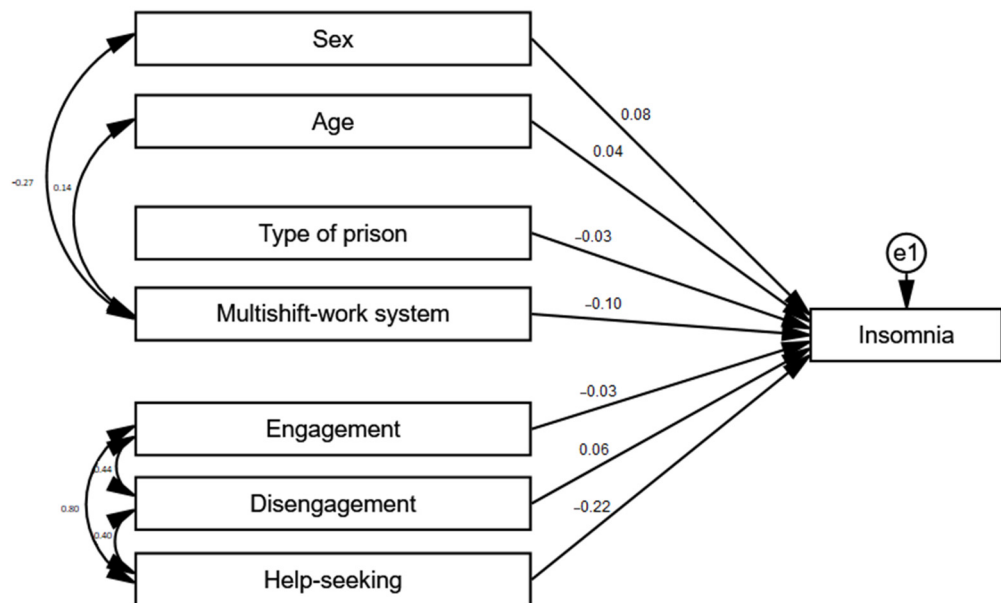 Sex
0.08
Age
0.04
−0.27
0.14
Type of prison
−0.03
e1
Multishift-work system
−0.10
Insomnia
Engagement
−0.03
0.44
0.06
Disengagement
0.80
−0.22
0.40
Help-seeking